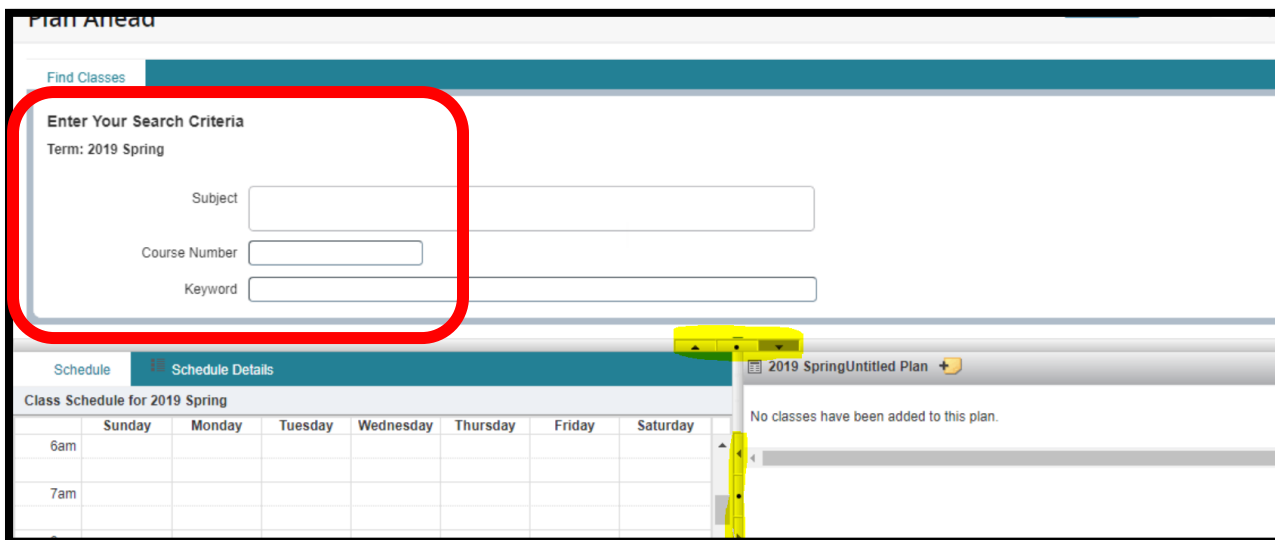 Plan Ahead
Find Classes
Enter Your Search Criteria
Term: 2019 Spring
Subject
Course Number
Keyword
Schedule
Schedule Details
Class Schedule for 2019 Spring
Sunday Monday Tuesday Wednesday Thursday Friday Saturday
6am
7am
2019 SpringUntitled Plan
No classes have been added to this plan.